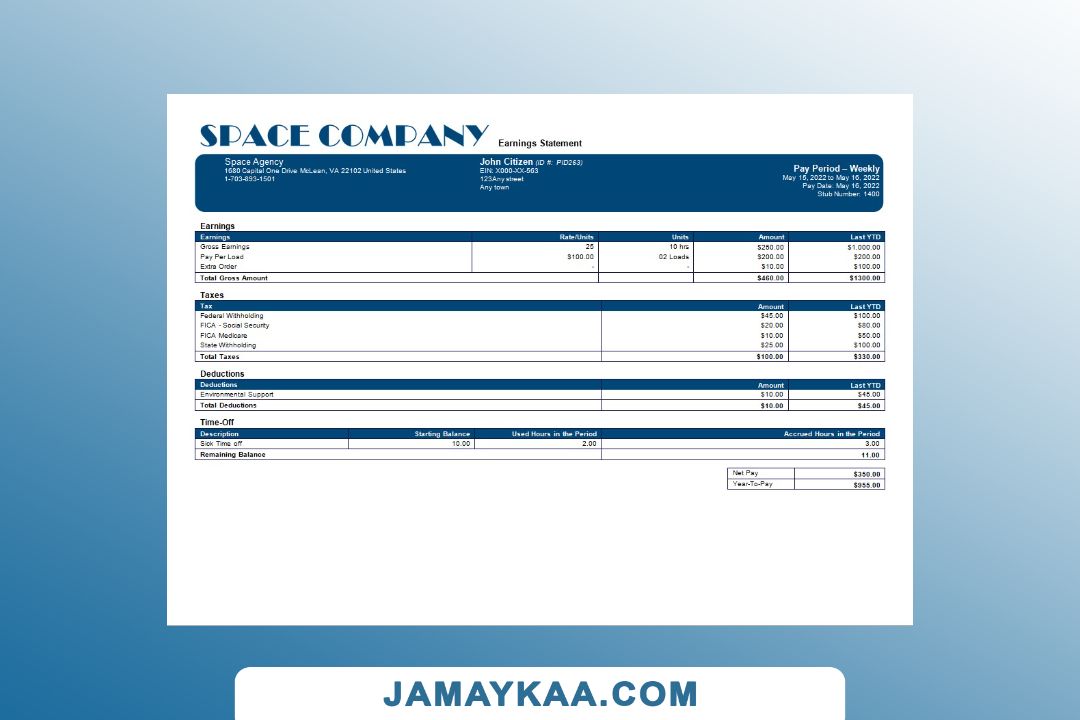 SPACE COMPANY Earnings Statement
Space Agency
1680 Capital One Drive McLean, VA 22102 United States
1-703-893-1501
John Citizen (ID #: PID263)
EIN: X000-XX-563
123Any street
Any town
Pay Period – Weekly
May 15, 2022 to May 16, 2022
Pay Date: May 16, 2022
Stub Number: 1400
Earnings
Earnings Rate/Units Units Amount Last YTD
Gross Earnings 25 10 hrs $250.00 $1,000.00
Pay Per Load $100.00 02 Loads $200.00 $200.00
Extra Order - - $10.00 $100.00
Total Gross Amount $460.00 $1300.00
Taxes
Tax Amount Last YTD
Federal Withholding $45.00 $100.00
FICA - Social Security $20.00 $80.00
FICA Medicare $10.00 $50.00
State Withholding $25.00 $100.00
Total Taxes $100.00 $330.00
Deductions
Deductions Amount Last YTD
Environmental Support $10.00 $45.00
Total Deductions $10.00 $45.00
Time-Off
Description Starting Balance Used Hours in the Period Accrued Hours in the Period
Sick Time off 10.00 2.00 3.00
Remaining Balance 11.00
Net Pay $350.00
Year-To-Pay $955.00
JAMAYKAA.COM